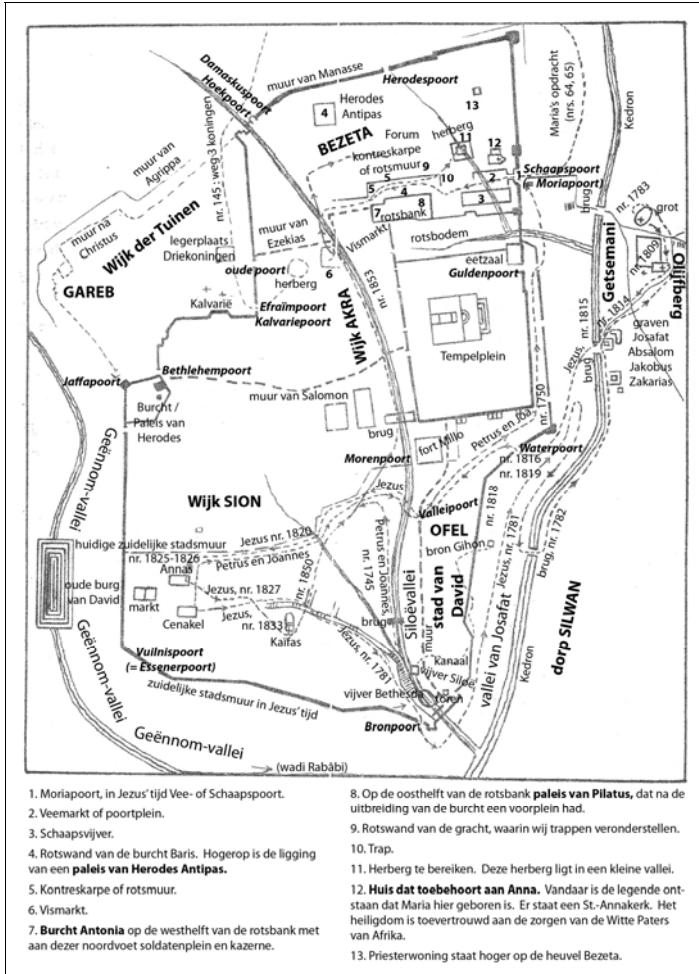 Damaskuspoort
Hoekpoort
muur van Manasse
Herodespoort
13
4
Herodes
Antipas
Maria's opdracht
(nrs. 64, 65)
Kedron
BEZETA
Forum
herberg
11
12
kontreskarpe
of rotsmuur
9
10
5
5
4
2
Schaapspoort
(= Moriapoort)
7
8
3
rotsbank
brug
nr. 1783
grot
muur van
Agrippa
nr. 145: weg 3 koningen
muur na
Christus
Wijk der Tuinen
legerplaats
Driekoningen
muur van
Ezekias
Vismarkt
6
rotsbodem
eetzaal
Guldenpoort
Getsemani
nr. 1809
Olijfberg
GAREB
oude poort
herberg
Kalvarië
Efraïmpoort
Kalvariepoort
nr. 1853
Wijk AKRA
Tempelplein
nr. 1814
Jezus, nr. 1815
graven
Josafat
Absalom
Jakobus
Zakarias
brug
Jaffapoort
Bethlehempoort
Burcht /
Paleis van
Herodes
muur van Salomon
nr. 1750
brug
fort Millo
Petrus en Joa.
Morenpoort
Waterpoort
nr. 1816
nr. 1819
Geënnom-vallei
Wijk SION
Jezus
Valleipoort
OFEL
nr. 1818
bron Gihon
huidige zuidelijke stadsmuur
Jezus nr. 1820
nr. 1825-1826
Petrus en Joannes
Annas
oude burg
van David
markt
Jezus, nr. 1827
nr. 1850
Cenakel
Jezus,
nr. 1833
Kaïfas
Petrus en Joannes,
nr. 1745
Siloëvallei
stad van
David
muur
brug
Jezus, nr. 1781
vallei van Josafat
brug, nr. 1782
dorp SILWAN
Kedron
Vuilnispoort
(= Essenerpoort)
Jezus, nr. 1781
kanaal
vijver Siloë
vijver Bethesda
toren
Geënnom-vallei
zuidelijke stadsmuur in Jezus' tijd
Bronpoort
Geënnom-vallei
(wadi Rabâbi)
1. Moriapoort, in Jezus' tijd Vee- of Schaapspoort.
2. Veemarkt of poortplein.
3. Schaapsvijver.
4. Rotswand van de burcht Baris. Hogerop is de ligging
van een paleis van Herodes Antipas.
5. Kontreskarpe of rotsmuur.
6. Vismarkt.
7. Burcht Antonia op de westhelft van de rotsbank met
aan dezer noordvoet soldatenplein en kazerne.
8. Op de oosthelft van de rotsbank paleis van Pilatus, dat na de
uitbreiding van de burcht een voorplein had.
9. Rotswand van de gracht, waarin wij trappen veronderstellen.
10. Trap.
11. Herberg te bereiken. Deze herberg ligt in een kleine vallei.
12. Huis dat toebehoort aan Anna. Vandaar is de legende ont-
staan dat Maria hier geboren is. Er staat een St.-Annakerk. Het
heiligdom is toevertrouwd aan de zorgen van de Witte Paters
van Afrika.
13. Priesterwoning staat hoger op de heuvel Bezeta.